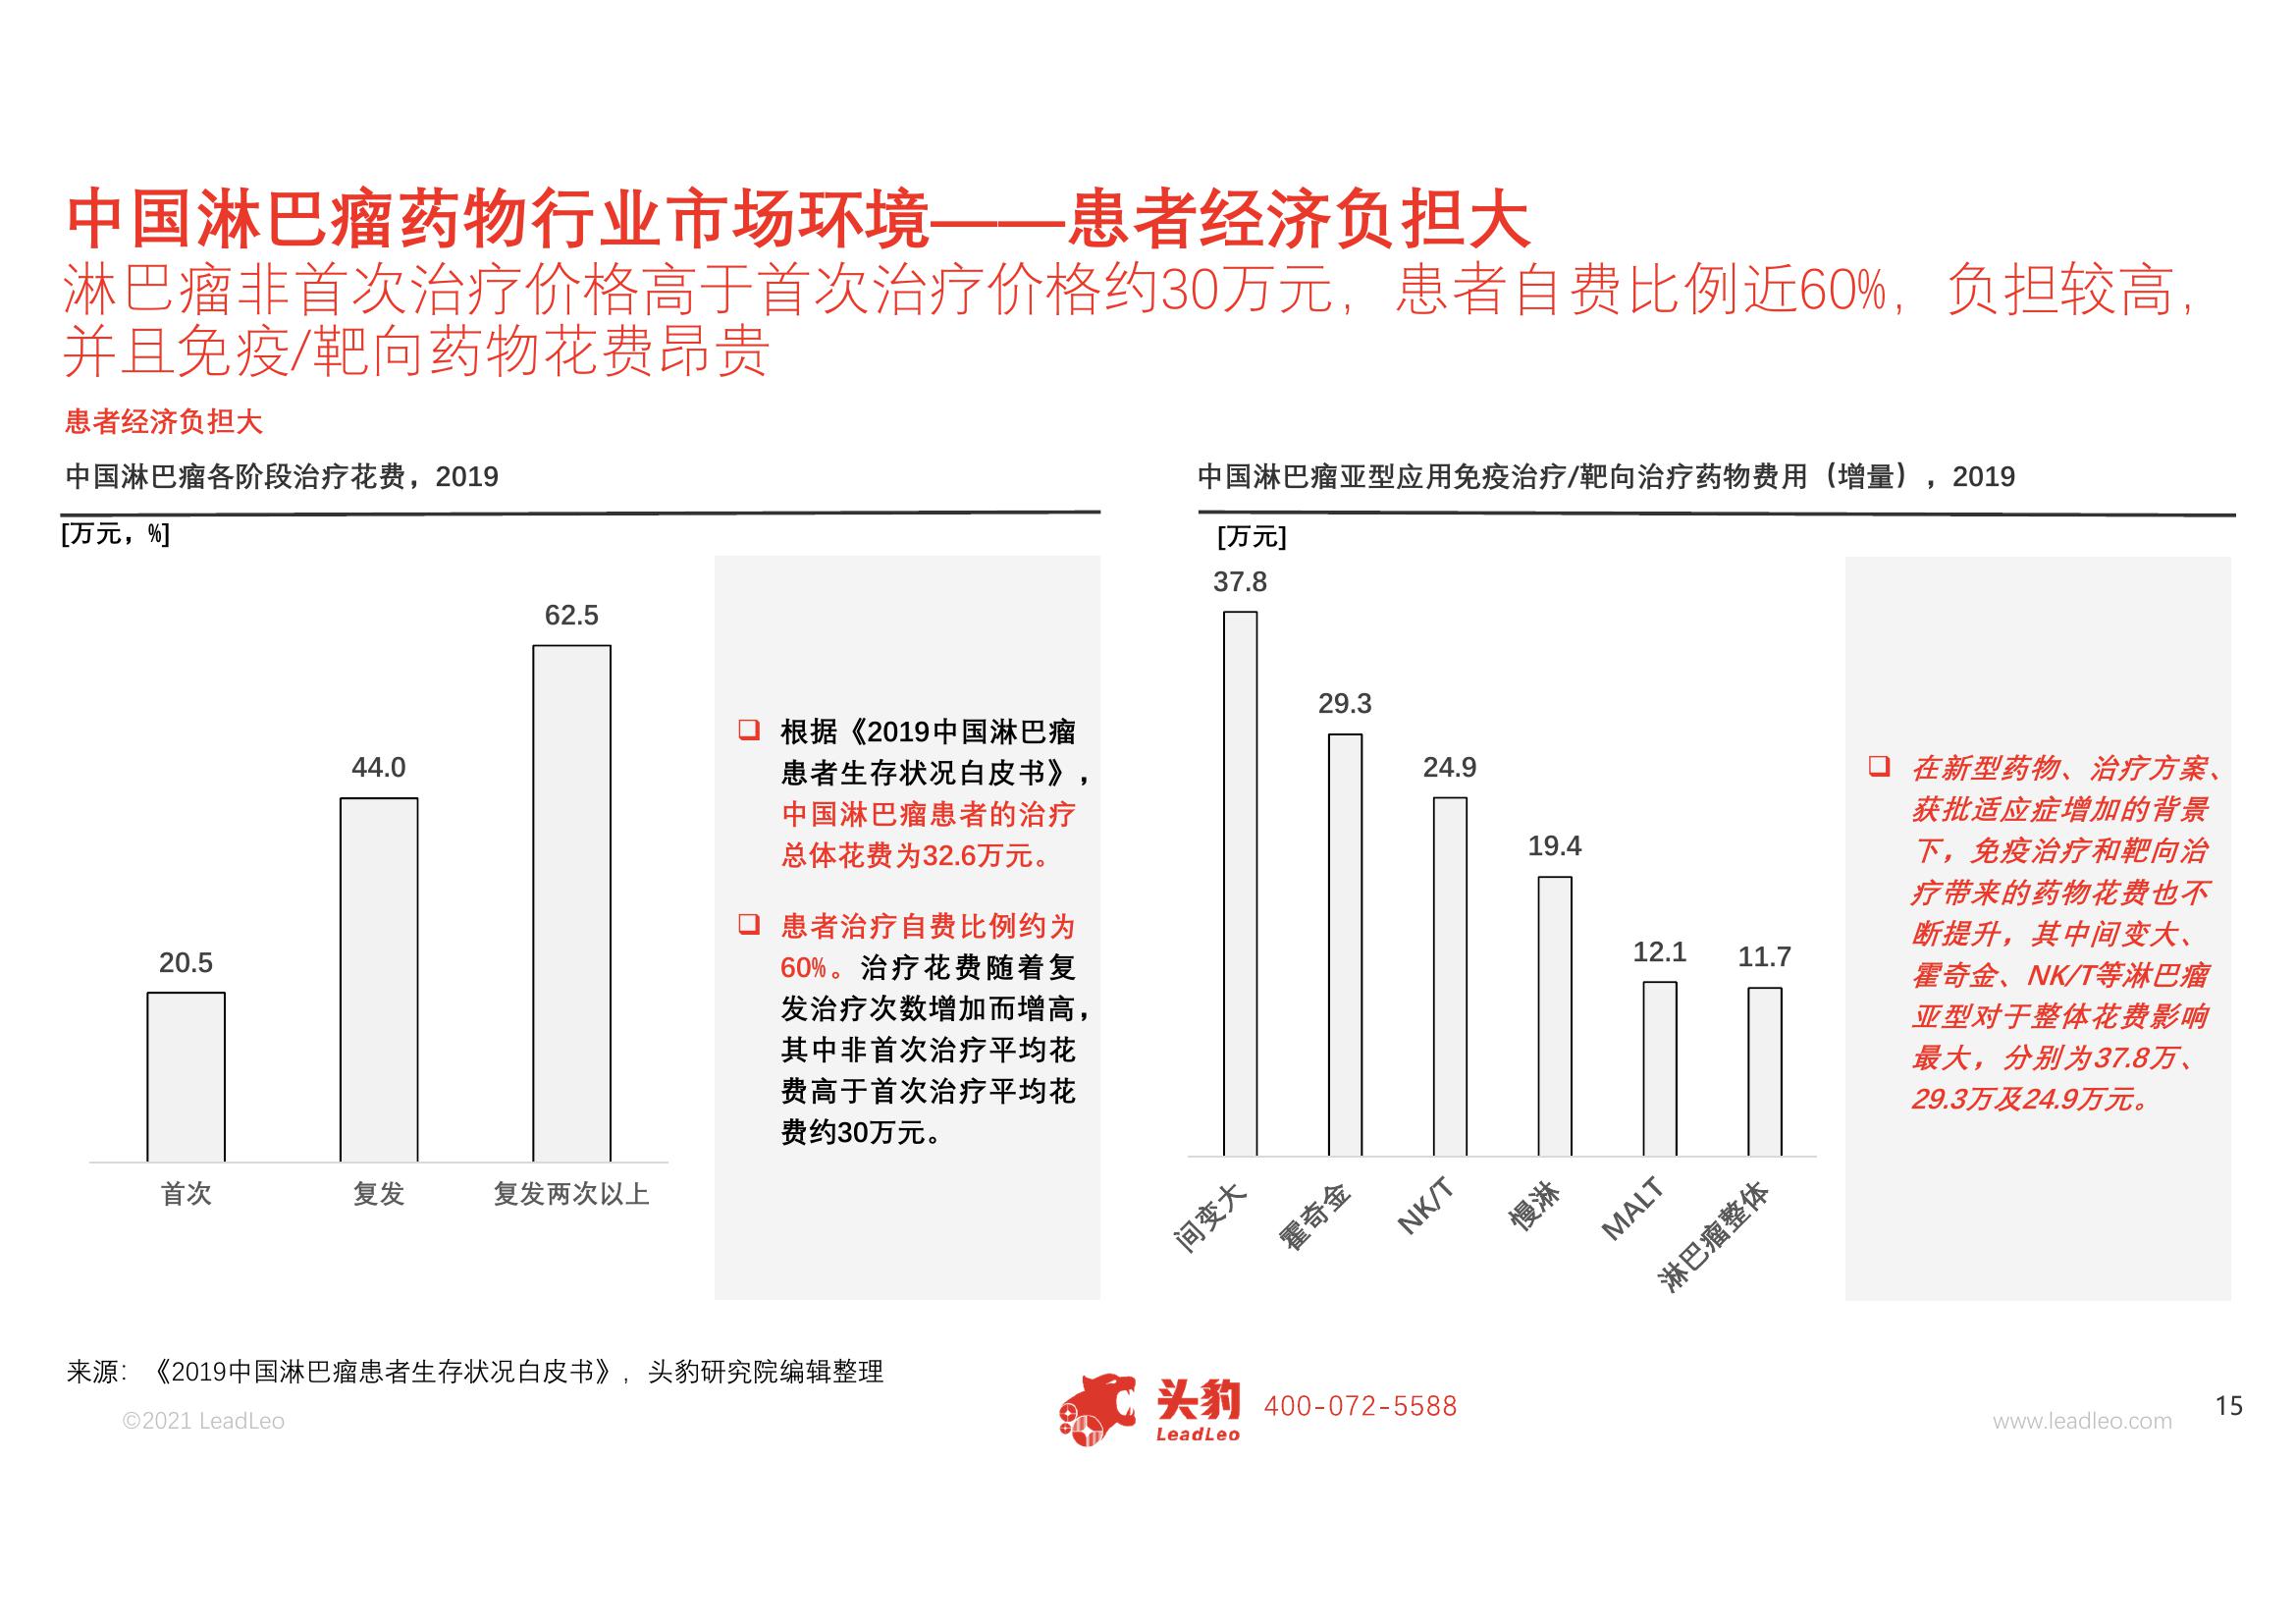 中国淋巴瘤药物行业市场环境——患者经济负担大
淋巴瘤非首次治疗价格高于首次治疗价格约30万元，患者自费比例近60%，负担较高，
并且免疫/靶向药物花费昂贵
患者经济负担大
中国淋巴瘤各阶段治疗花费，2019
[万元，%]
20.5
44.0
62.5
首次
复发
复发两次以上
❑ 根据《2019中国淋巴瘤
患者生存状况白皮书》，
中国淋巴瘤患者的治疗
总体花费为32.6万元。
❑ 患者治疗自费比例约为
60%。治疗花费随着复
发治疗次数增加而增高，
其中非首次治疗平均花
费高于首次治疗平均花
费约30万元。
中国淋巴瘤亚型应用免疫治疗/靶向治疗药物费用（增量），2019
[万元]
37.8
29.3
24.9
19.4
12.1
11.7
间变大
霍奇金
NK/T
慢淋
MALT
淋巴瘤整体
❑ 在新型药物、治疗方案、
获批适应症增加的背景
下，免疫治疗和靶向治
疗带来的药物花费也不
断提升，其中间变大、
霍奇金、NK/T等淋巴瘤
亚型对于整体花费影响
最大，分别为37.8万、
29.3万及24.9万元。
来源：《2019中国淋巴瘤患者生存状况白皮书》，头豹研究院编辑整理
©2021 LeadLeo
头豹
LeadLeo
400-072-5588
www.leadleo.com
15